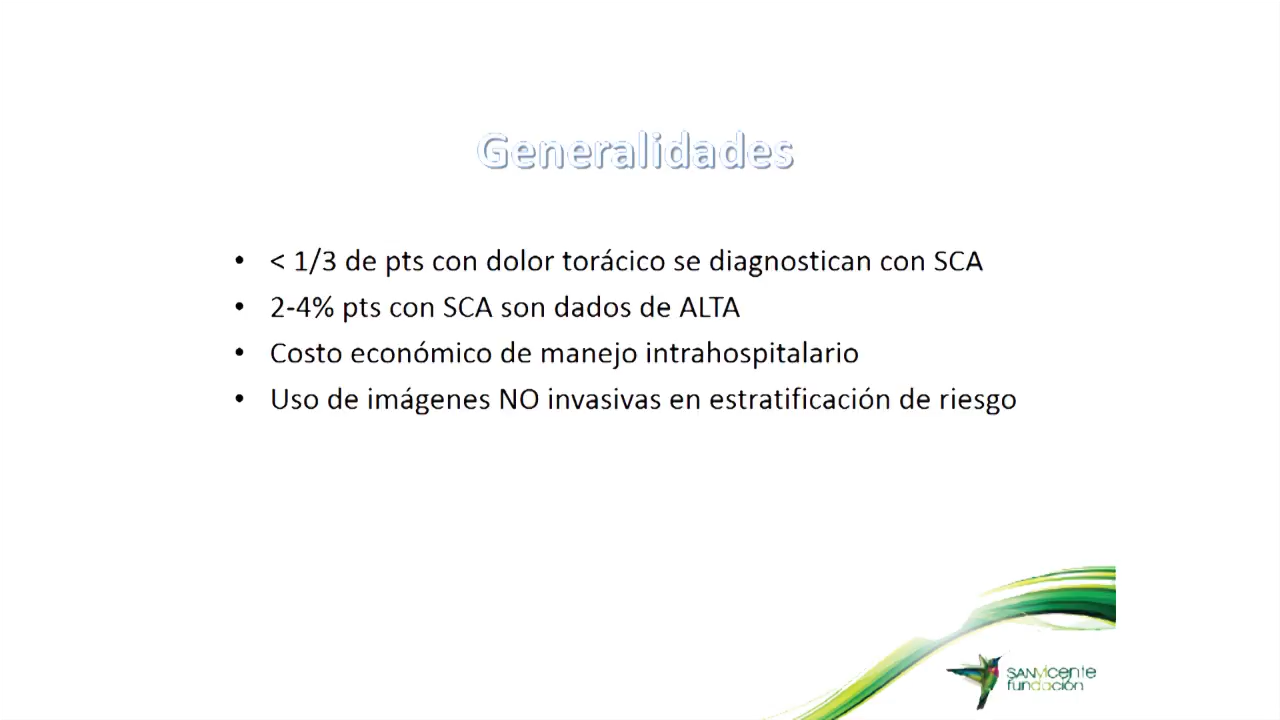 Generalidades
• < 1/3 de pts con dolor torácico se diagnostican con SCA
• 2-4% pts con SCA son dados de ALTA
• Costo económico de manejo intrahospitalario
• Uso de imágenes NO invasivas en estratificación de riesgo
SANVICENTE
fundación